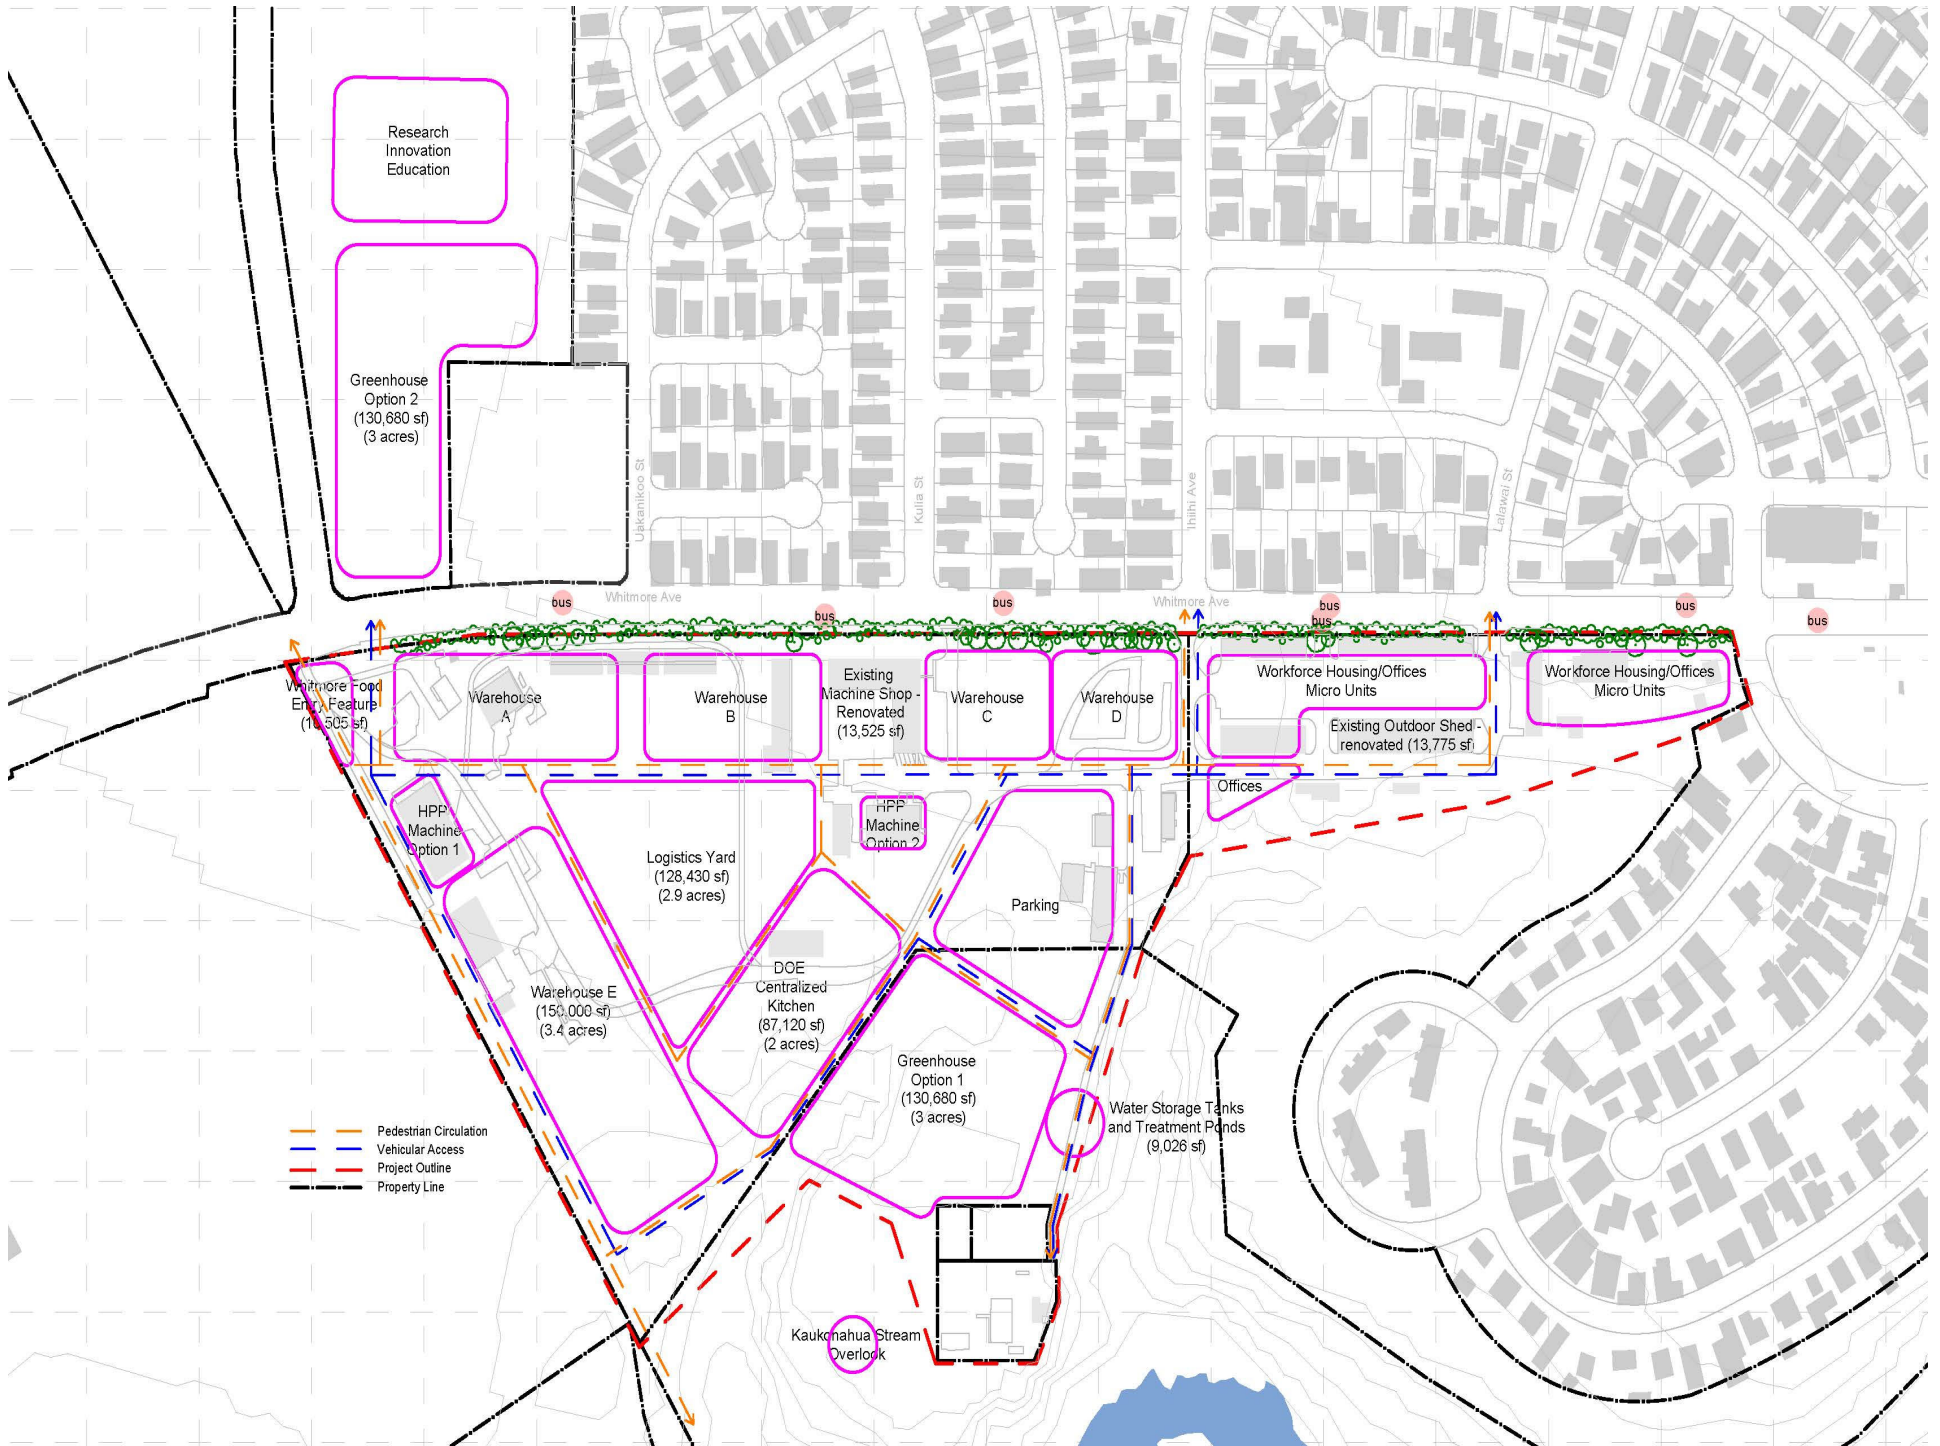 Research
Innovation
Education
Greenhouse
Option 2
(130,680 sf)
(3 acres)
Uakanikoo St
Kulia St
Ihiihi Ave
Lalawai St
Whitmore Ave
Whitmore Ave
bus
bus
bus
bus
bus
bus
bus
Whitmore Food
Entry Feature
Warehouse
A
Warehouse
B
Existing
Machine Shop -
Renovated
(13,525 sf)
Warehouse
C
Warehouse
D
Workforce Housing/Offices
Micro Units
Workforce Housing/Offices
Micro Units
Existing Outdoor Shed -
renovated (13,775 sf)
Offices
HPP
Machine
Option 1
HPP
Machine
Option 2
Logistics Yard
(128,430 sf)
(2.9 acres)
Parking
Warehouse E
(150,000 sf)
(3.4 acres)
DOE
Centralized
Kitchen
(87,120 sf)
(2 acres)
Greenhouse
Option 1
(130,680 sf)
(3 acres)
Water Storage Tanks
and Treatment Ponds
(9,026 sf)
Pedestrian Circulation
Vehicular Access
Project Outline
Property Line
Kaukonahua Stream
Overlook